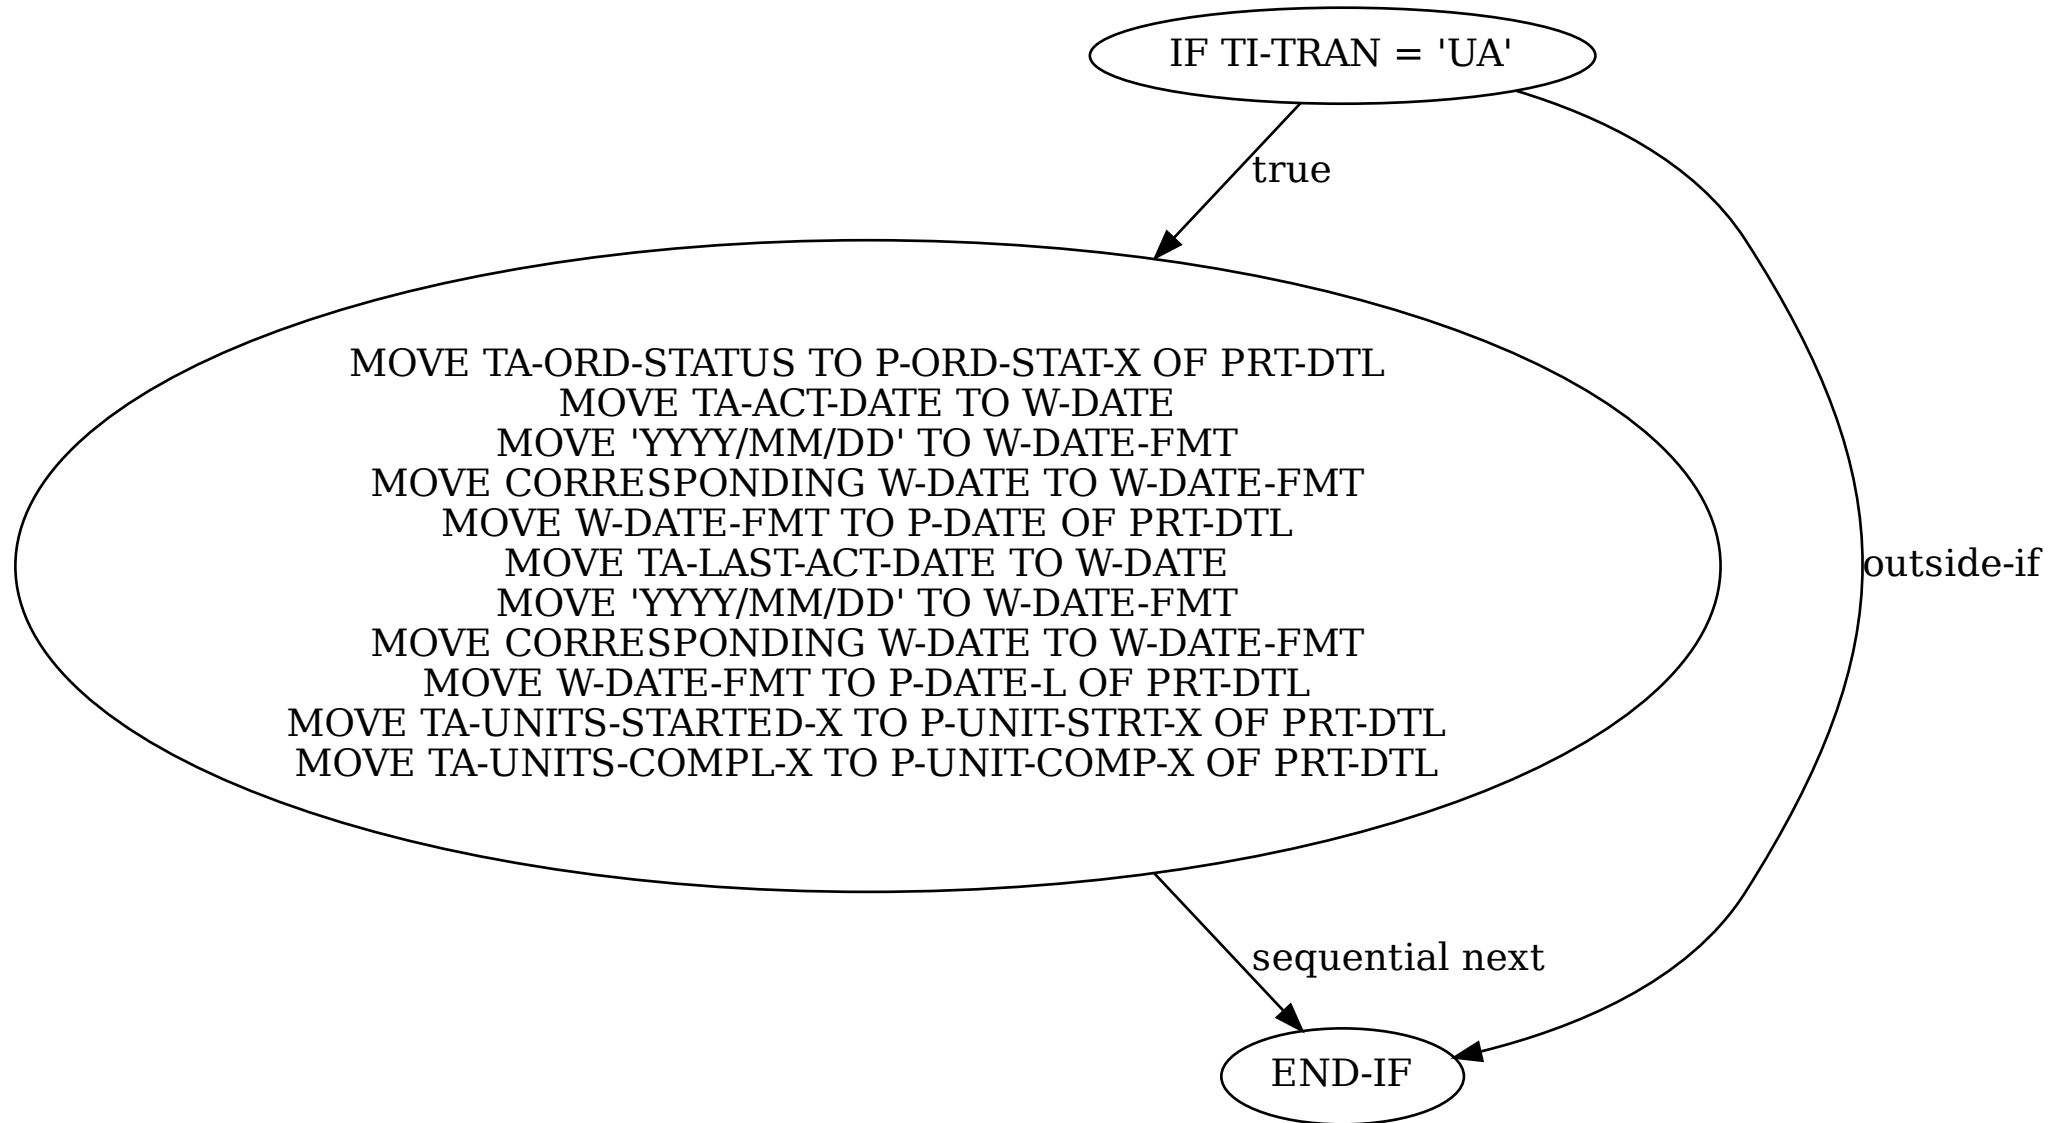 IF TI-TRAN = 'UA'
true
MOVE TA-ORD-STATUS TO P-ORD-STAT-X OF PRT-DTL
MOVE TA-ACT-DATE TO W-DATE
MOVE 'YYYY/MM/DD' TO W-DATE-FMT
MOVE CORRESPONDING W-DATE TO W-DATE-FMT
MOVE W-DATE-FMT TO P-DATE OF PRT-DTL
MOVE TA-LAST-ACT-DATE TO W-DATE
MOVE 'YYYY/MM/DD' TO W-DATE-FMT
MOVE CORRESPONDING W-DATE TO W-DATE-FMT
MOVE W-DATE-FMT TO P-DATE-L OF PRT-DTL
MOVE TA-UNITS-STARTED-X TO P-UNIT-STRT-X OF PRT-DTL
MOVE TA-UNITS-COMPL-X TO P-UNIT-COMP-X OF PRT-DTL
outside-if
sequential next
END-IF